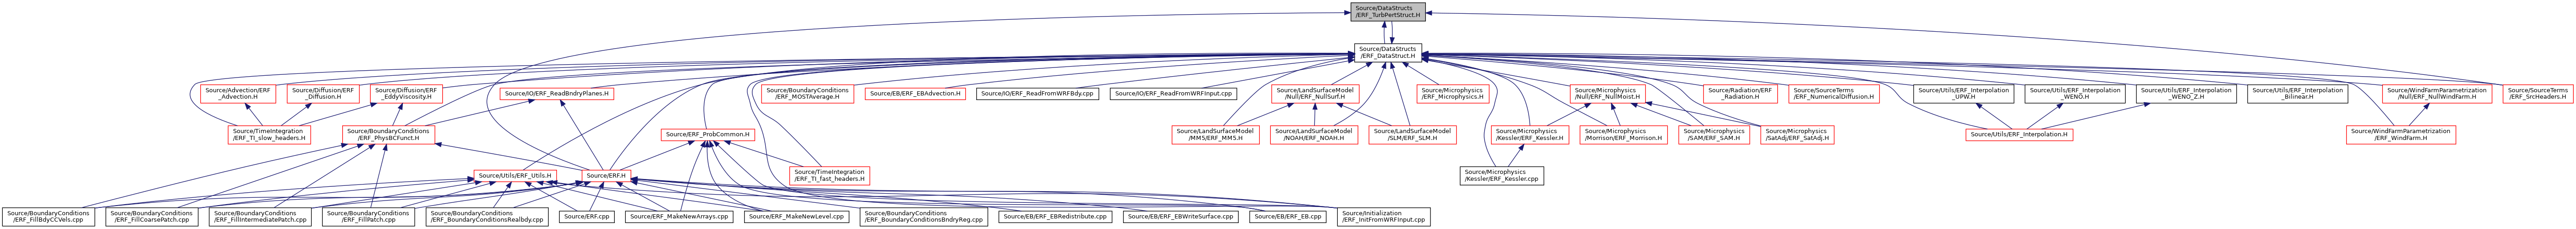 Source/DataStructs
/ERF_TurbPertStruct.H
Source/DataStructs
/ERF_DataStruct.H
Source/Advection/ERF
_Advection.H
Source/Diffusion/ERF
_Diffusion.H
Source/Diffusion/ERF
_EddyViscosity.H
Source/IO/ERF_ReadBndryPlanes.H
Source/BoundaryConditions
/ERF_MOSTAverage.H
Source/EB/ERF_EBAdvection.H
Source/IO/ERF_ReadFromWRFBdy.cpp
Source/IO/ERF_ReadFromWRFInput.cpp
Source/LandSurfaceModel
/Null/ERF_NullSurf.H
Source/Microphysics
/ERF_Microphysics.H
Source/Microphysics
/Null/ERF_NullMoist.H
Source/Radiation/ERF
_Radiation.H
Source/SourceTerms
/ERF_NumericalDiffusion.H
Source/Utils/ERF_Interpolation
_UPW.H
Source/Utils/ERF_Interpolation
_WENO.H
Source/Utils/ERF_Interpolation
_WENO_Z.H
Source/Utils/ERF_Interpolation
_Bilinear.H
Source/WindFarmParametrization
/Null/ERF_NullWindFarm.H
Source/SourceTerms
/ERF_SrcHeaders.H
Source/TimeIntegration
/ERF_TI_slow_headers.H
Source/BoundaryConditions
/ERF_PhysBCFunct.H
Source/ERF_ProbCommon.H
Source/LandSurfaceModel
/MM5/ERF_MM5.H
Source/LandSurfaceModel
/NOAH/ERF_NOAH.H
Source/LandSurfaceModel
/SLM/ERF_SLM.H
Source/Microphysics
/Kessler/ERF_Kessler.H
Source/Microphysics
/Morrison/ERF_Morrison.H
Source/Microphysics
/SAM/ERF_SAM.H
Source/Microphysics
/SatAdj/ERF_SatAdj.H
Source/Utils/ERF_Interpolation.H
Source/WindFarmParametrization
/ERF_WindFarm.H
Source/Utils/ERF_Utils.H
Source/ERF.H
Source/TimeIntegration
/ERF_TI_fast_headers.H
Source/Microphysics
/Kessler/ERF_Kessler.cpp
Source/BoundaryConditions
/ERF_FillBdyCCVels.cpp
Source/BoundaryConditions
/ERF_FillCoarsePatch.cpp
Source/BoundaryConditions
/ERF_FillIntermediatePatch.cpp
Source/BoundaryConditions
/ERF_FillPatch.cpp
Source/BoundaryConditions
/ERF_BoundaryConditionsRealbdy.cpp
Source/ERF.cpp
Source/ERF_MakeNewArrays.cpp
Source/ERF_MakeNewLevel.cpp
Source/BoundaryConditions
/ERF_BoundaryConditionsBndryReg.cpp
Source/EB/ERF_EBRedistribute.cpp
Source/EB/ERF_EBWriteSurface.cpp
Source/EB/ERF_EB.cpp
Source/Initialization
/ERF_InitFromWRFInput.cpp